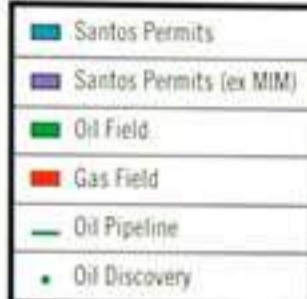 Santos Permits
Santos Permits (ex MIM)
Oil Field
Gas Field
Oil Pipeline
Oil Discovery